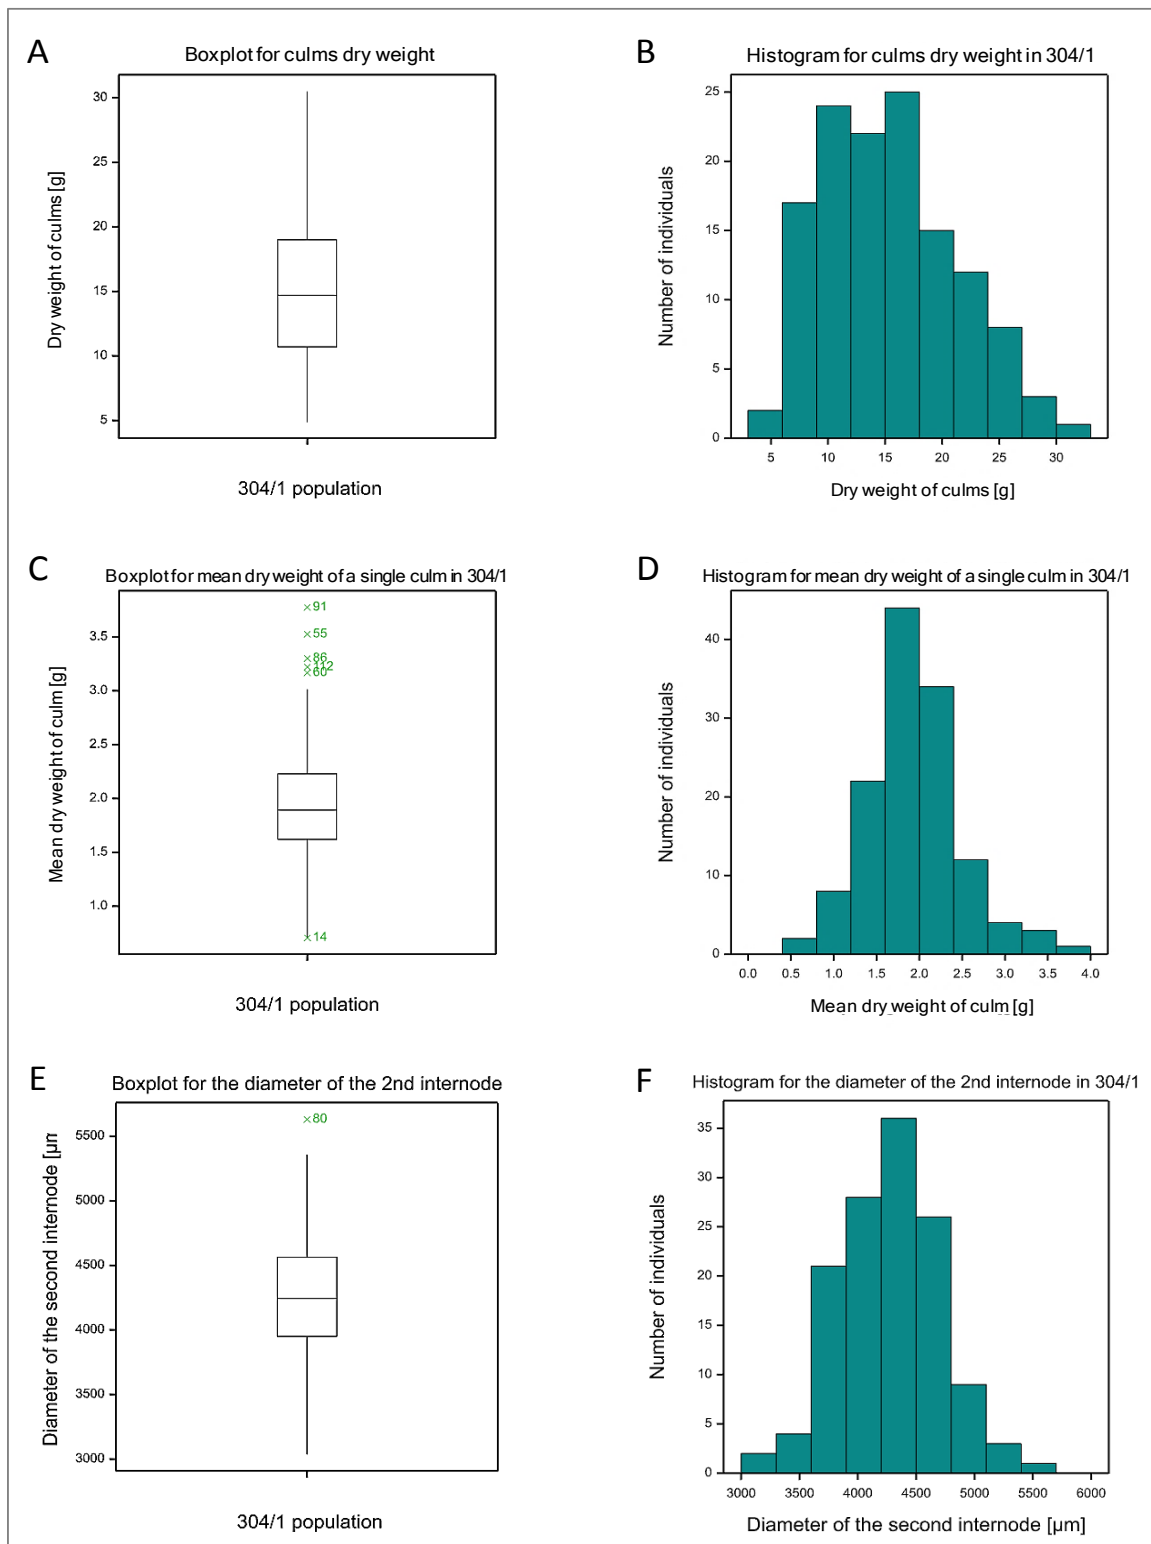 A
Boxplot for culms dry weight
Dry weight of culms [g]
30
25
20
15
10
5
304/1 population
B
Histogram for culms dry weight in 304/1
Number of individuals
25
20
15
10
5
0
5 10 15 20 25 30
Dry weight of culms [g]
C
Boxplot for mean dry weight of a single culm in 304/1
Mean dry weight of culm [g]
3.5
3.0
2.5
2.0
1.5
1.0
×91
×55
×86
×112
×60
×14
304/1 population
D
Histogram for mean dry weight of a single culm in 304/1
Number of individuals
40
30
20
10
0
0.0 0.5 1.0 1.5 2.0 2.5 3.0 3.5 4.0
Mean dry weight of culm [g]
E
Boxplot for the diameter of the 2nd internode
Diameter of the second internode [µm
5500
5000
4500
4000
3500
3000
×80
304/1 population
F
Histogram for the diameter of the 2nd internode in 304/1
Number of individuals
35
30
25
20
15
10
5
0
3000 3500 4000 4500 5000 5500 6000
Diameter of the second internode [µm]